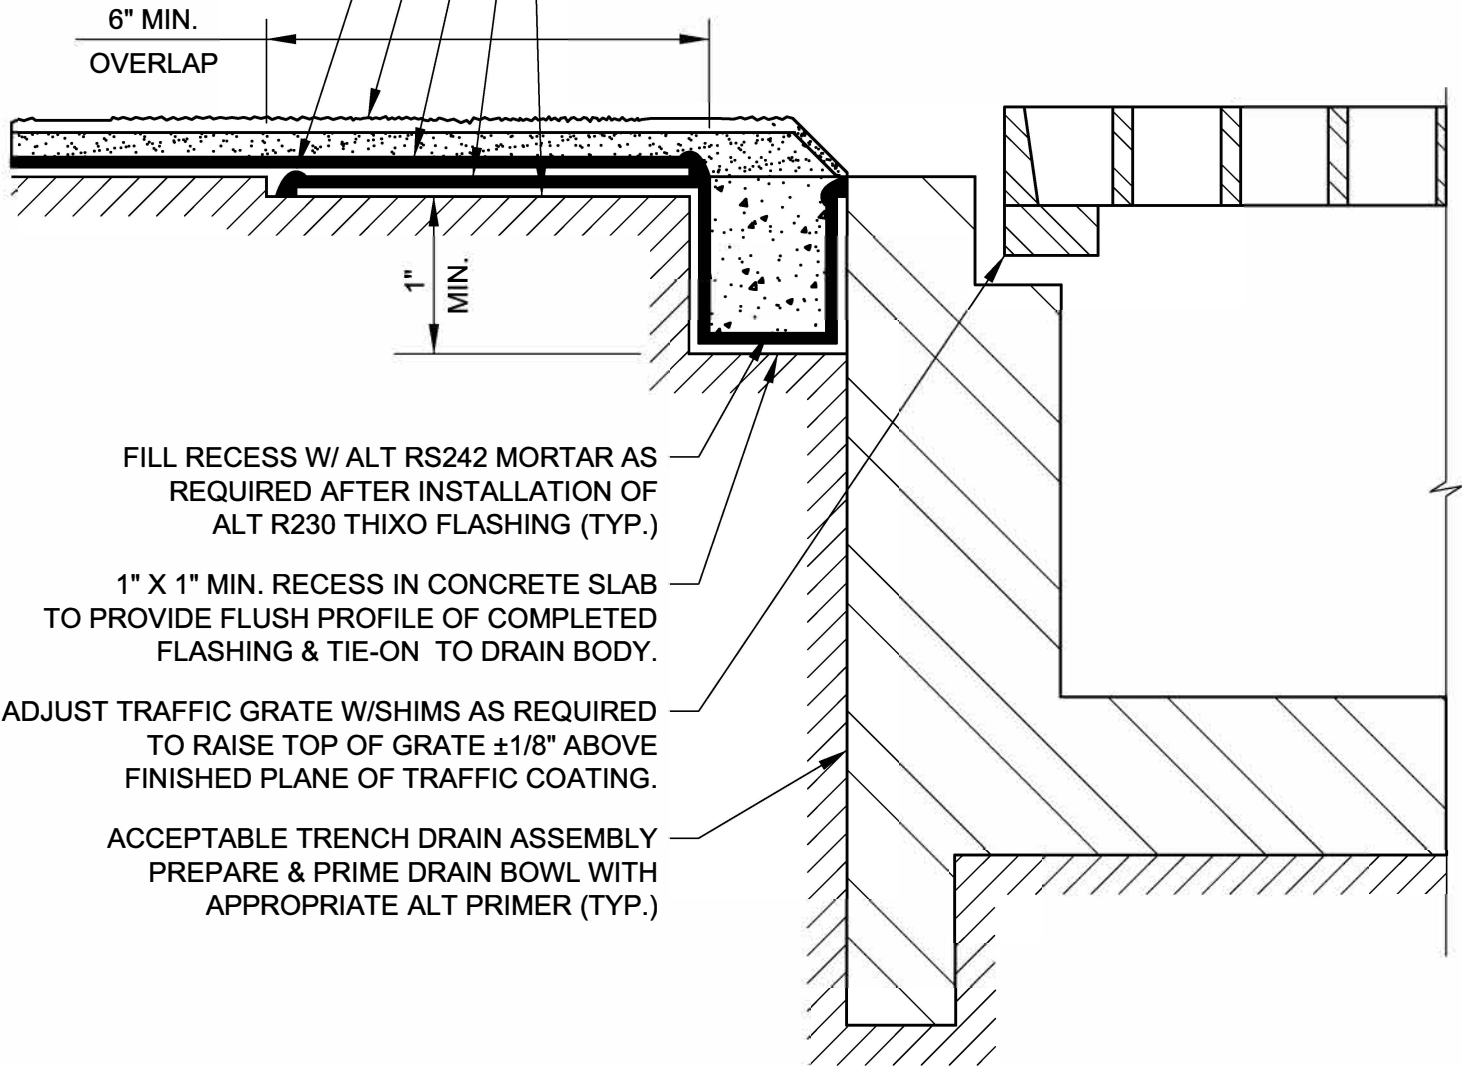 6" MIN.
OVERLAP
1"
MIN.
FILL RECESS W/ ALT RS242 MORTAR AS
REQUIRED AFTER INSTALLATION OF
ALT R230 THIXO FLASHING (TYP.)
1" X 1" MIN. RECESS IN CONCRETE SLAB
TO PROVIDE FLUSH PROFILE OF COMPLETED
FLASHING & TIE-ON TO DRAIN BODY.
ADJUST TRAFFIC GRATE W/SHIMS AS REQUIRED
TO RAISE TOP OF GRATE ±1/8" ABOVE
FINISHED PLANE OF TRAFFIC COATING.
ACCEPTABLE TRENCH DRAIN ASSEMBLY
PREPARE & PRIME DRAIN BOWL WITH
APPROPRIATE ALT PRIMER (TYP.)